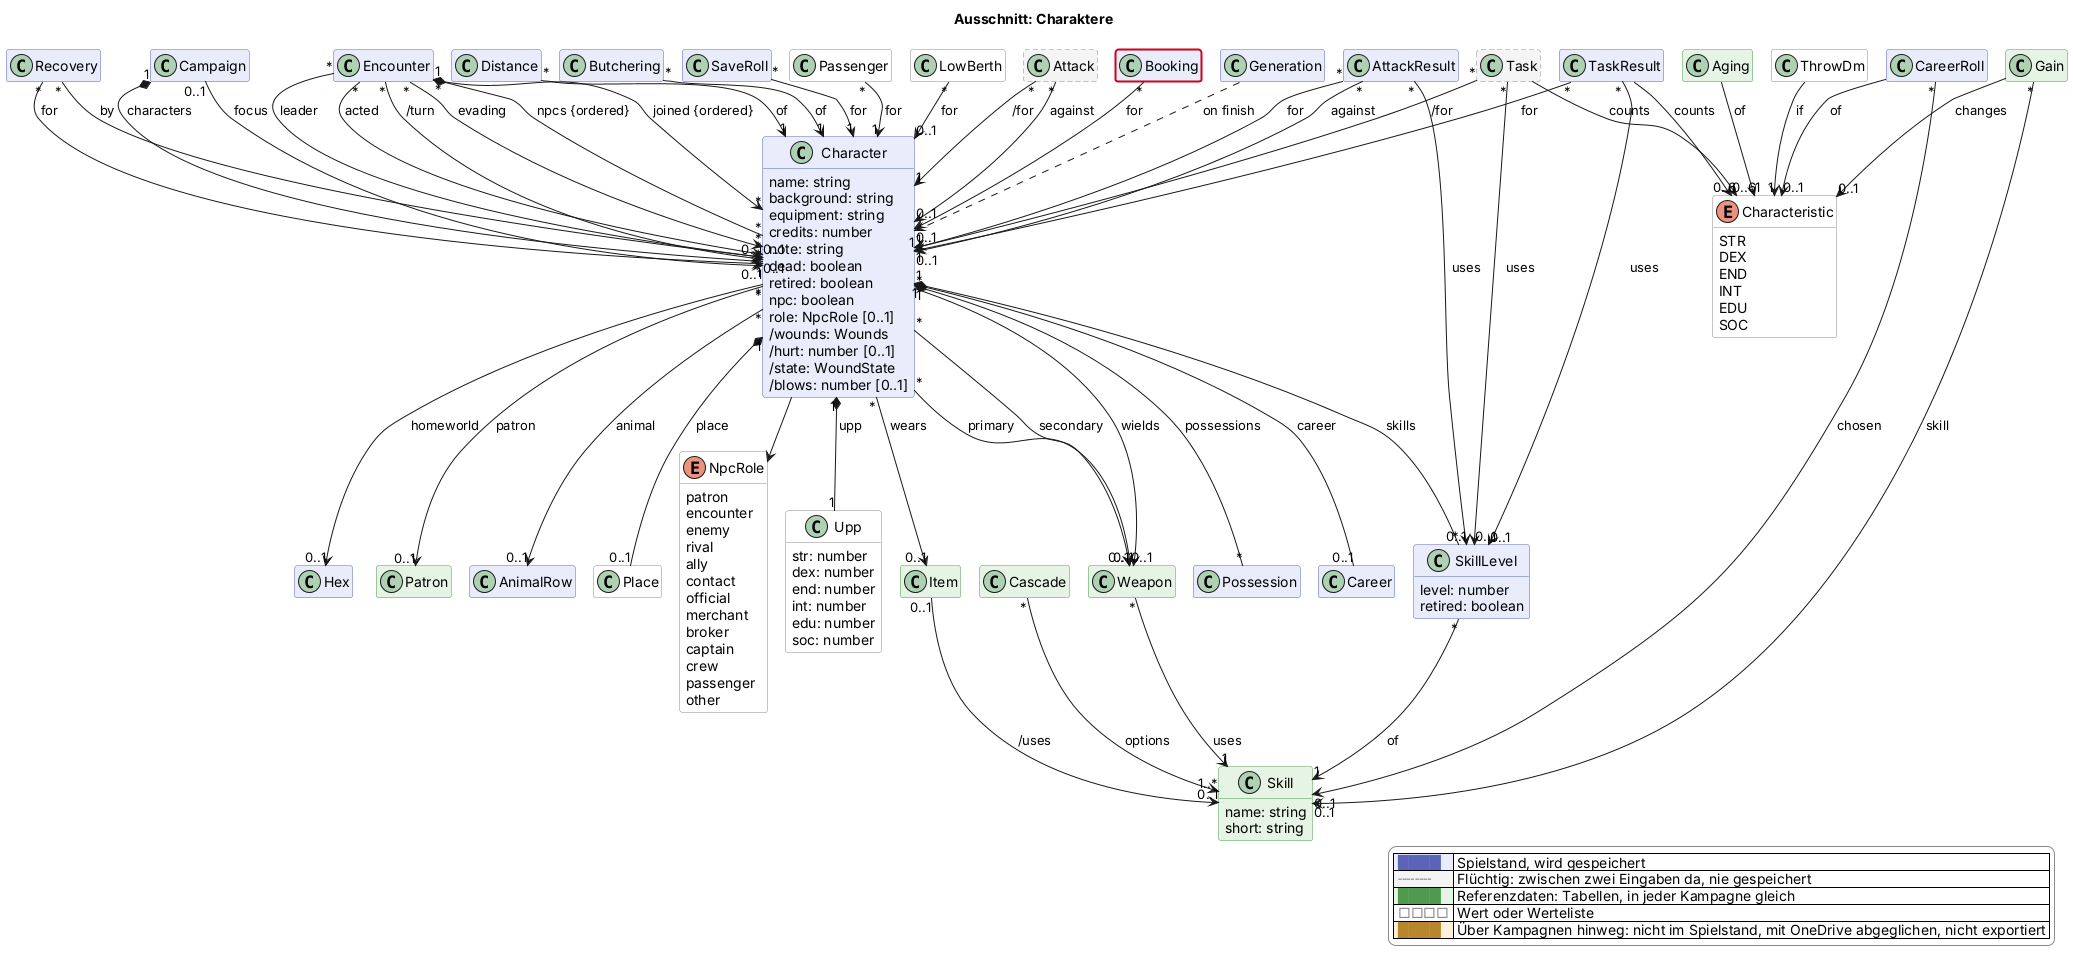 Ausschnitt: Charaktere
Recovery
Campaign
Encounter
Distance
Butchering
SaveRoll
Passenger
LowBerth
Attack
Booking
Generation
AttackResult
Task
TaskResult
Aging
ThrowDm
CareerRoll
Gain
for
by
characters
focus
leader
acted
/turn
evading
npcs {ordered}
joined {ordered}
of
of
for
for
for
/for
against
for
on finish
for
against
/for
for
counts
counts
of
if
of
changes
Character
name: string
background: string
equipment: string
credits: number
note: string
dead: boolean
retired: boolean
npc: boolean
role: NpcRole [0..1]
/wounds: Wounds
/hurt: number [0..1]
/state: WoundState
/blows: number [0..1]
Characteristic
STR
DEX
END
INT
EDU
SOC
uses
uses
uses
homeworld
patron
animal
place
upp
wears
primary
secondary
wields
possessions
career
skills
chosen
skill
NpcRole
patron
encounter
enemy
rival
ally
contact
official
merchant
broker
captain
crew
passenger
other
Upp
str: number
dex: number
end: number
int: number
edu: number
soc: number
Hex
Patron
AnimalRow
Place
Item
Cascade
Weapon
Possession
Career
SkillLevel
level: number
retired: boolean
/uses
options
uses
of
Skill
name: string
short: string
Spielstand, wird gespeichert
Flüchtig: zwischen zwei Eingaben da, nie gespeichert
Referenzdaten: Tabellen, in jeder Kampagne gleich
Wert oder Werteliste
Über Kampagnen hinweg: nicht im Spielstand, mit OneDrive abgeglichen, nicht exportiert